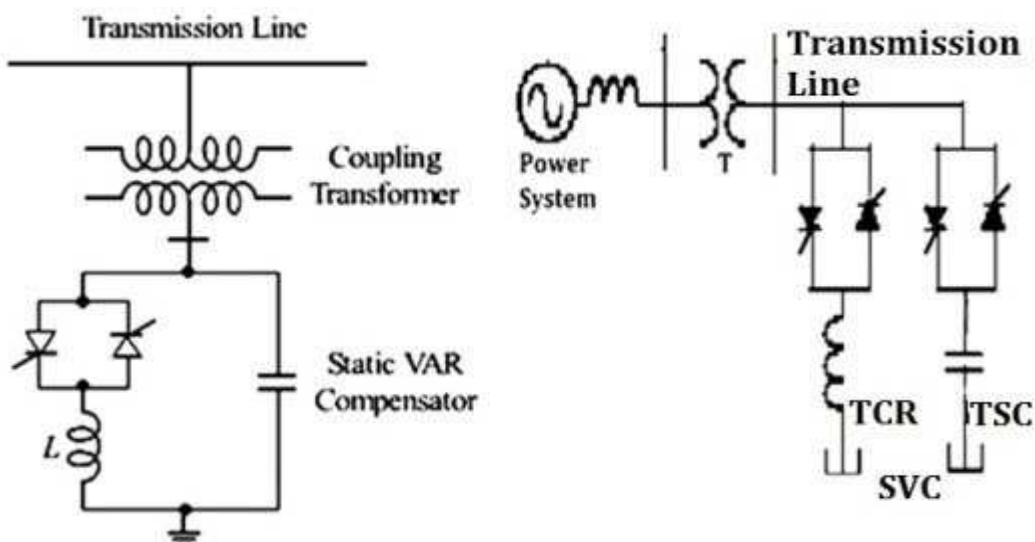 Transmission Line
Coupling
Transformer
Static VAR
Compensator
L
Transmission
Line
Power
System
T
TCR
TSC
SVC